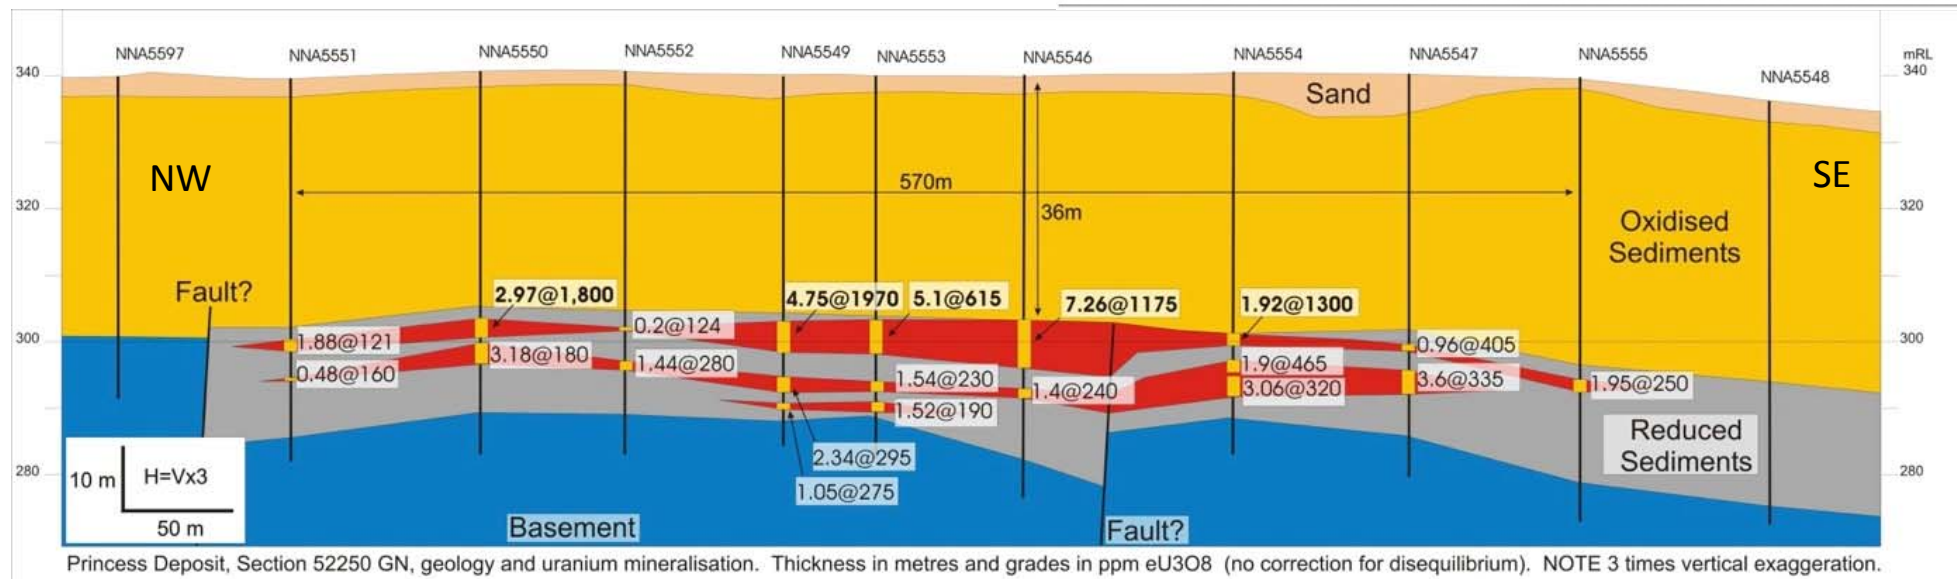 NNA5597
NNA5551
NNA5550
NNA5552
NNA5549
NNA5553
NNA5546
NNA5554
NNA5547
NNA5555
NNA5548
mRL
340
340
Sand
NW
570m
SE
320
36m
320
Oxidised
Sediments
Fault?
2.97@1,800
4.75@1970
5.1@615
7.26@1175
1.92@1300
0.2@124
300
1.88@121
3.18@180
1.44@280
0.96@405
300
0.48@160
1.54@230
1.4@240
1.9@465
3.06@320
3.6@335
1.95@250
1.52@190
Reduced
Sediments
2.34@295
1.05@275
280
280
10 m
H=Vx3
50 m
Basement
Fault?
Princess Deposit, Section 52250 GN, geology and uranium mineralisation. Thickness in metres and grades in ppm eU3O8 (no correction for disequilibrium). NOTE 3 times vertical exaggeration.